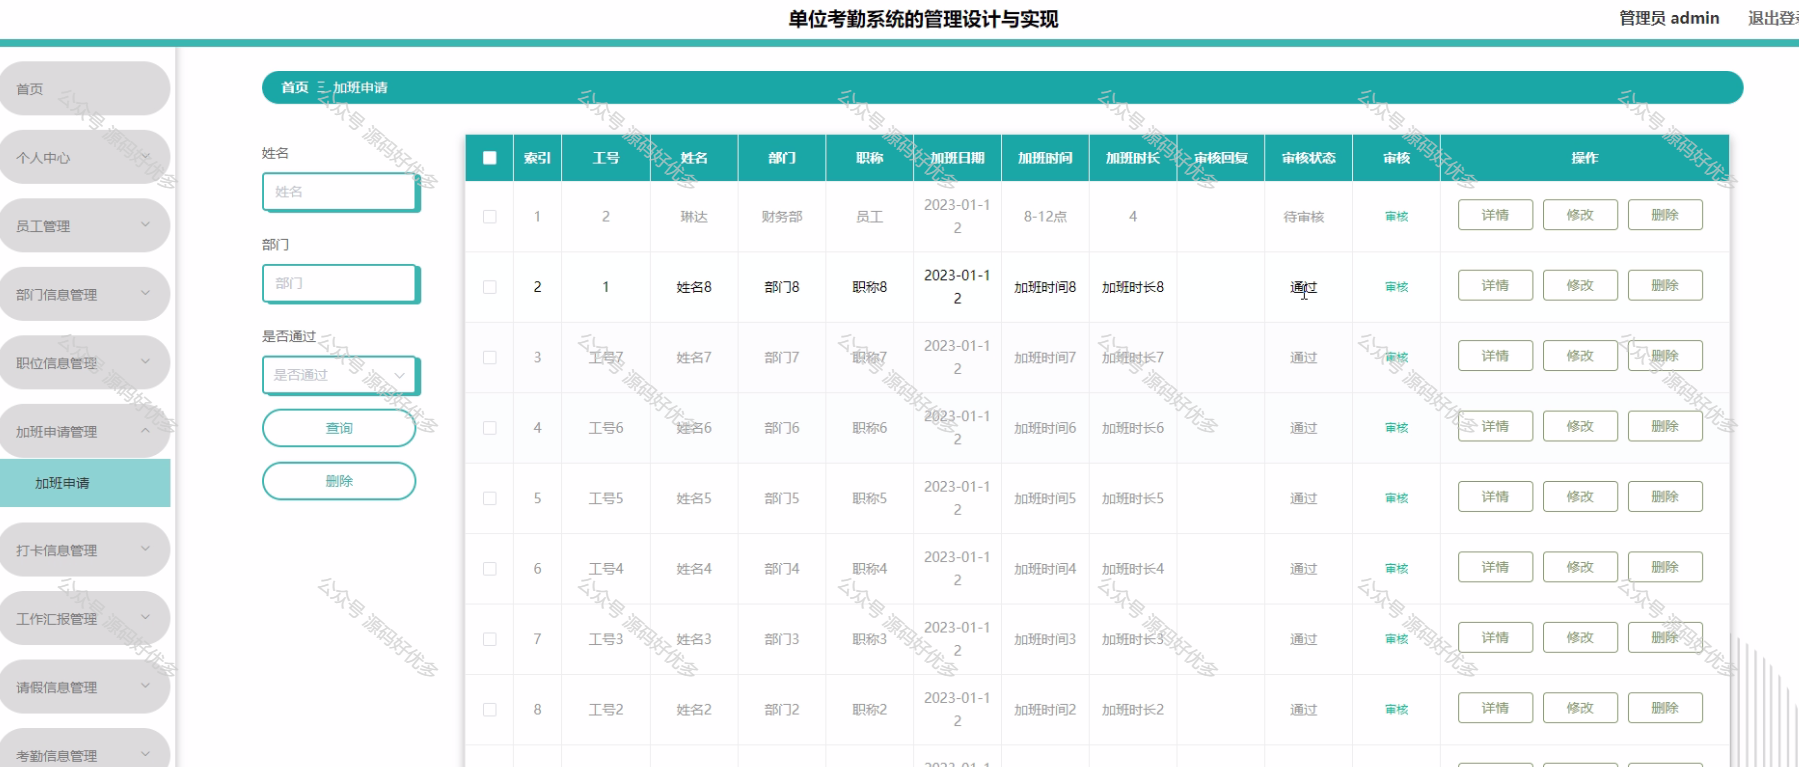 单位考勤系统的管理设计与实现
管理员 admin
退出登录
首页
个人中心
员工管理
部门信息管理
职位信息管理
加班申请管理
加班申请
打卡信息管理
工作汇报管理
请假信息管理
考勤信息管理
首页 三 加班申请
姓名
姓名
部门
部门
是否通过
是否通过
查询
删除
索引 工号 姓名 部门 职称 加班日期 加班时间 加班时长 审核回复 审核状态 审核 操作
1 2 琳达 财务部 员工 2023-01-12 8-12点 4 待审核 审核 详情 修改 删除
2 1 姓名8 部门8 职称8 2023-01-12 加班时间8 加班时长8 通过 审核 详情 修改 删除
3 工号7 姓名7 部门7 职称7 2023-01-12 加班时间7 加班时长7 通过 审核 详情 修改 删除
4 工号6 姓名6 部门6 职称6 2023-01-12 加班时间6 加班时长6 通过 审核 详情 修改 删除
5 工号5 姓名5 部门5 职称5 2023-01-12 加班时间5 加班时长5 通过 审核 详情 修改 删除
6 工号4 姓名4 部门4 职称4 2023-01-12 加班时间4 加班时长4 通过 审核 详情 修改 删除
7 工号3 姓名3 部门3 职称3 2023-01-12 加班时间3 加班时长3 通过 审核 详情 修改 删除
8 工号2 姓名2 部门2 职称2 2023-01-12 加班时间2 加班时长2 通过 审核 详情 修改 删除
公众号 源码好优多